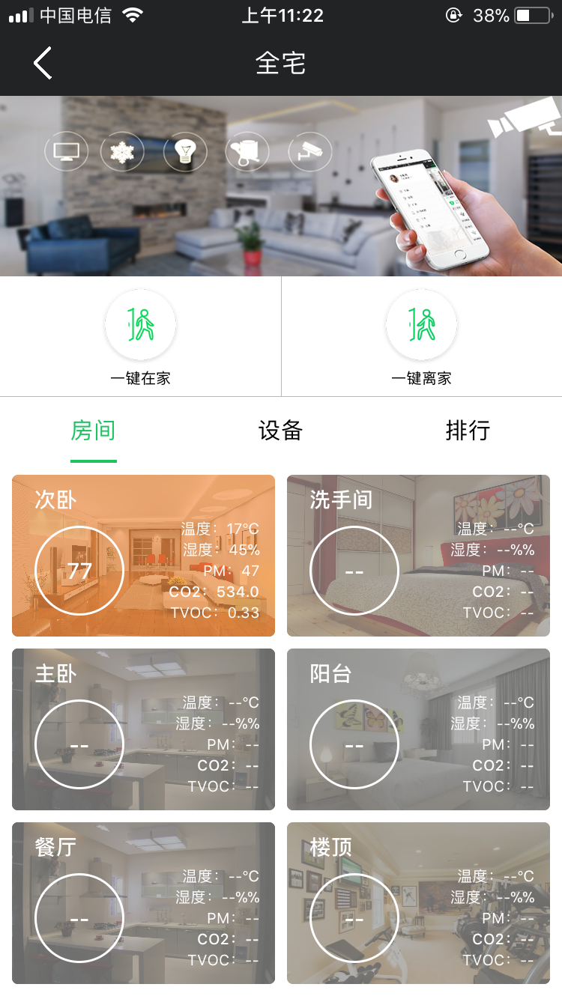 中国电信 上午11:22 38%
全宅
一键在家 一键离家
房间 设备 排行
次卧
77
温度：17℃
湿度：45%
PM：47
CO2：534.0
TVOC：0.33
洗手间
--
温度：--℃
湿度：--%%
PM：--
CO2：--
TVOC：--
主卧
--
温度：--℃
湿度：--%%
PM：--
CO2：--
TVOC：--
阳台
--
温度：--℃
湿度：--%%
PM：--
CO2：--
TVOC：--
餐厅
--
温度：--℃
湿度：--%%
PM：--
CO2：--
TVOC：--
楼顶
--
温度：--℃
湿度：--%%
PM：--
CO2：--
TVOC：--